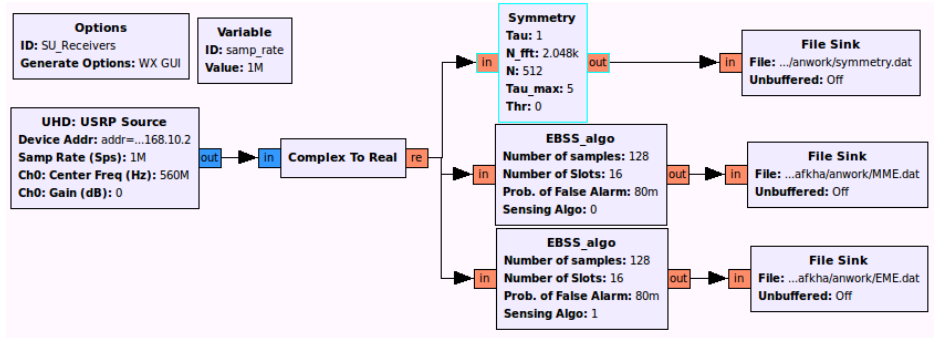 Options
ID: SU_Receivers
Generate Options: WX GUI
Variable
ID: samp_rate
Value: 1M
UHD: USRP Source
Device Addr: addr=...168.10.2
Samp Rate (Sps): 1M
Ch0: Center Freq (Hz): 560M
Ch0: Gain (dB): 0
out
in
Complex To Real
re
Symmetry
Tau: 1
N_fft: 2.048k
N: 512
Tau_max: 5
Thr: 0
in
out
in
File Sink
File: .../anwork/symmetry.dat
Unbuffered: Off
EBSS_algo
Number of samples: 128
Number of Slots: 16
Prob. of False Alarm: 80m
Sensing Algo: 0
in
out
in
File Sink
File: ...afkha/anwork/MME.dat
Unbuffered: Off
EBSS_algo
Number of samples: 128
Number of Slots: 16
Prob. of False Alarm: 80m
Sensing Algo: 1
in
out
in
File Sink
File: ...afkha/anwork/EME.dat
Unbuffered: Off